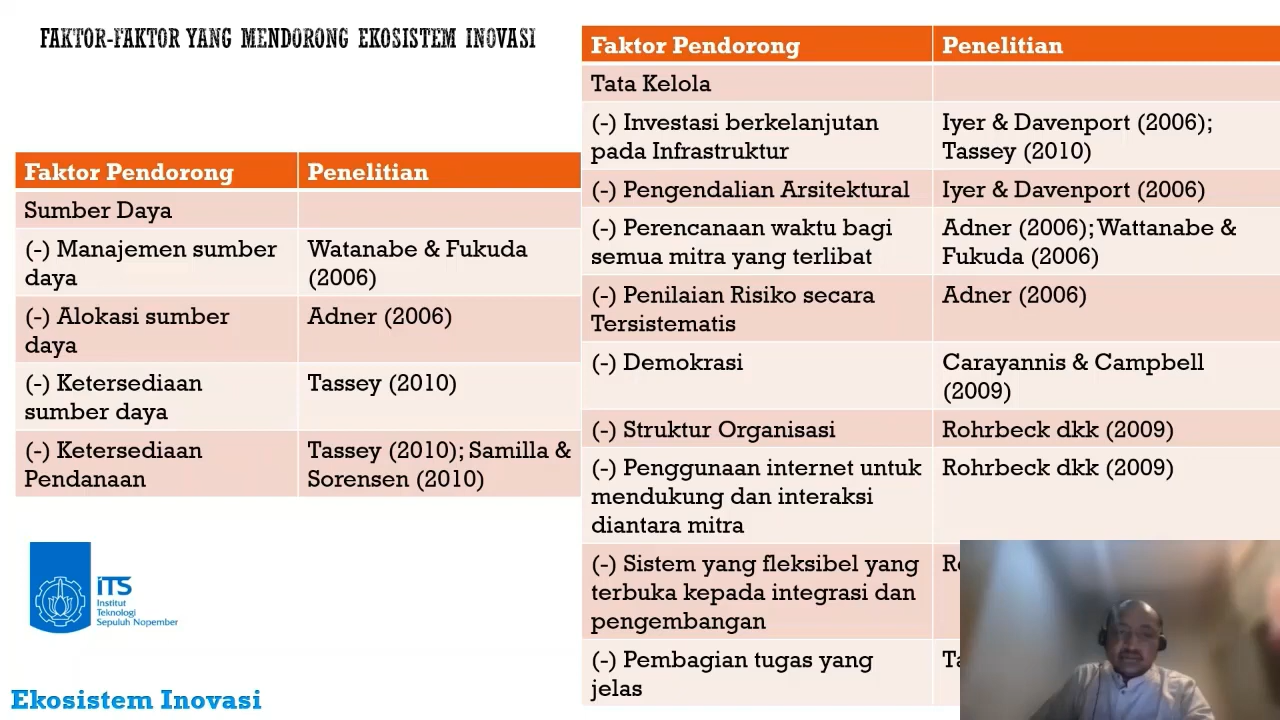 FAKTOR-FAKTOR YANG MENDORONG EKOSISTEM INOVASI
Faktor Pendorong Penelitian
Sumber Daya
(-) Manajemen sumber Watanabe & Fukuda
daya (2006)
(-) Alokasi sumber Adner (2006)
daya
(-) Ketersediaan Tassey (2010)
sumber daya
(-) Ketersediaan Tassey (2010); Samilla &
Pendanaan Sorensen (2010)
Faktor Pendorong Penelitian
Tata Kelola
(-) Investasi berkelanjutan Iyer & Davenport (2006);
pada Infrastruktur Tassey (2010)
(-) Pengendalian Arsitektural Iyer & Davenport (2006)
(-) Perencanaan waktu bagi Adner (2006); Wattanabe &
semua mitra yang terlibat Fukuda (2006)
(-) Penilaian Risiko secara Adner (2006)
Tersistematis
(-) Demokrasi Carayannis & Campbell
(2009)
(-) Struktur Organisasi Rohrbeck dkk (2009)
(-) Penggunaan internet untuk Rohrbeck dkk (2009)
mendukung dan interaksi
diantara mitra
(-) Sistem yang fleksibel yang
terbuka kepada integrasi dan
pengembangan
(-) Pembagian tugas yang
jelas
ITS
Institut
Teknologi
Sepuluh Nopember
Ekosistem Inovasi